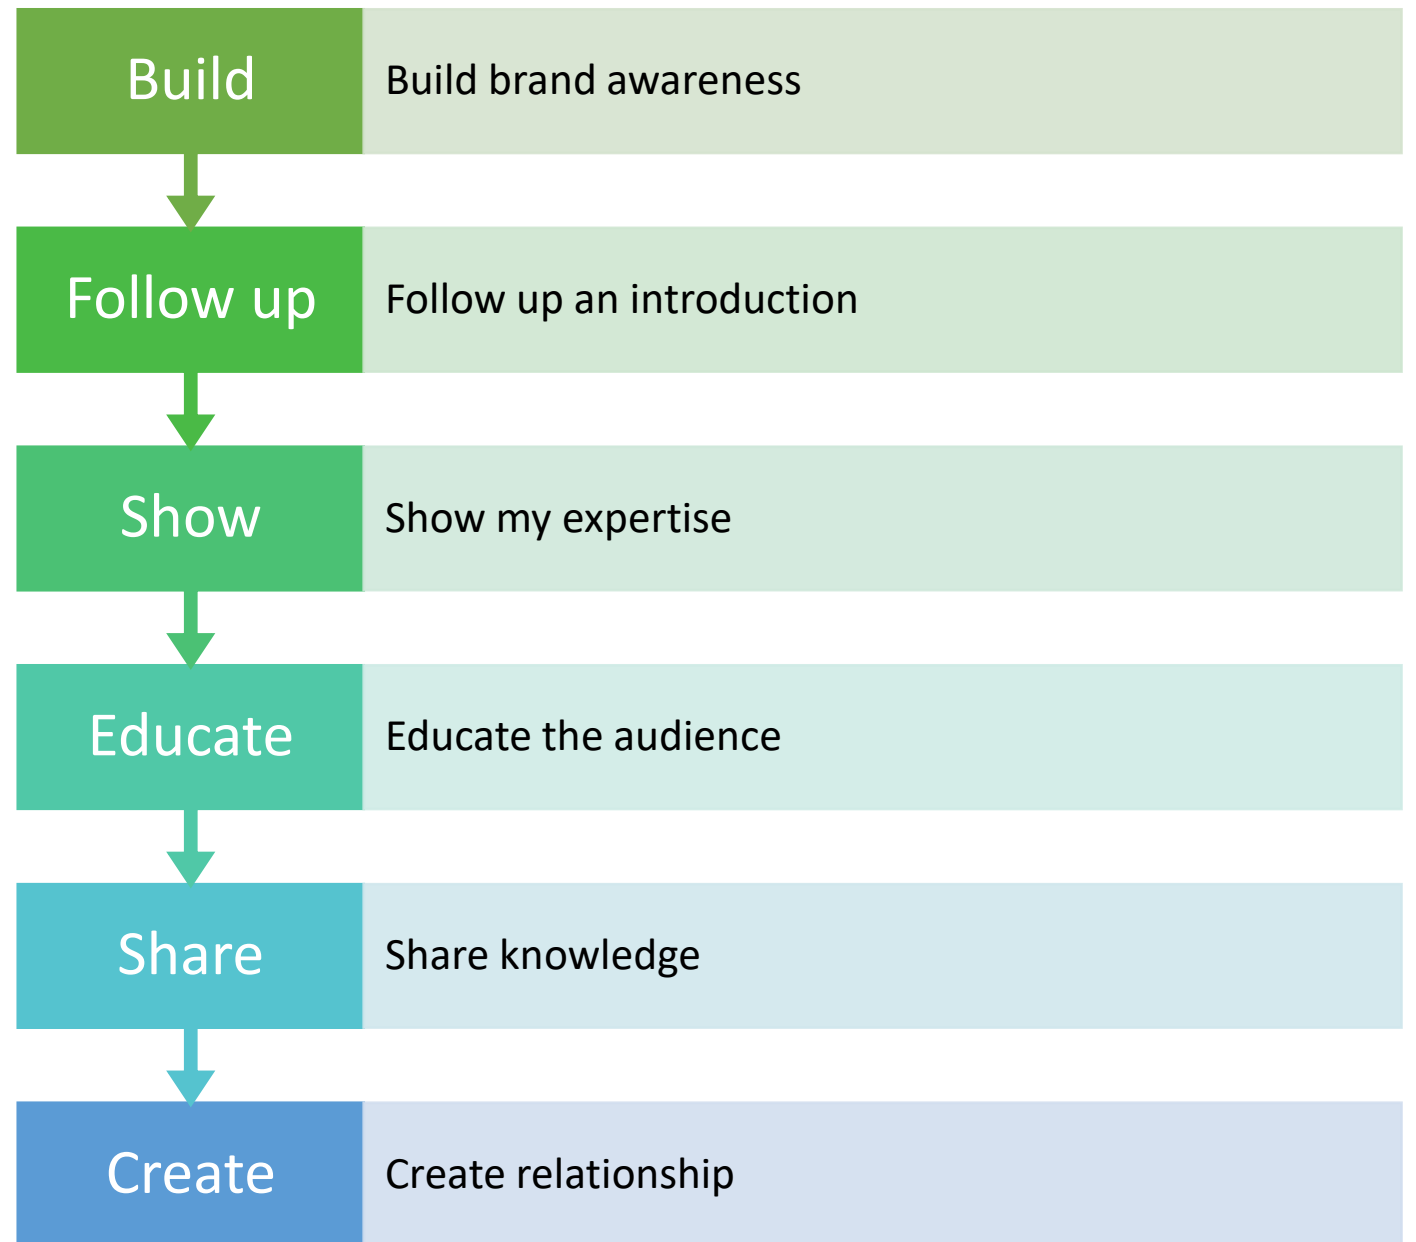 Build
Build brand awareness
Follow up
Follow up an introduction
Show
Show my expertise
Educate
Educate the audience
Share
Share knowledge
Create
Create relationship